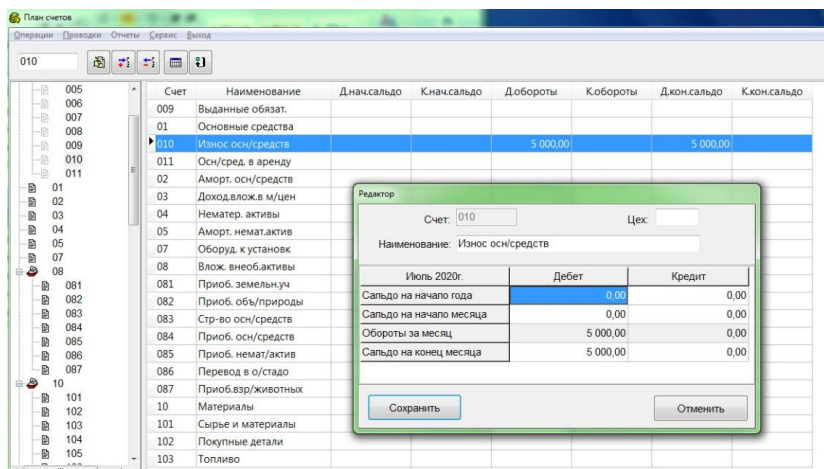 План счетов
Операции Проводки Отчеты Сервис Выход
010
005
006
007
008
009
010
011
01
02
03
04
05
07
08
081
082
083
084
085
086
087
10
101
102
103
104
105
Счет Наименование Д.нач.сальдо К.нач.сальдо Д.обороты К.обороты Д.кон.сальдо К.кон.сальдо
009 Выданные обязат.
01 Основные средства
010 Износ осн/средств 5 000,00 5 000,00
011 Осн/сред. в аренду
02 Аморт. осн/средств
03 Доход.влож.в м/цен
04 Нематер. активы
05 Аморт. немат.актив
07 Оборуд. к установк
08 Влож. внеоб.активы
081 Приоб. земельн.уч
082 Приоб. объ/природы
083 Стр-во осн/средств
084 Приоб. осн/средств
085 Приоб. немат/актив
086 Перевод в о/стадо
087 Приоб.взр/животных
10 Материалы
101 Сырье и материалы
102 Покупные детали
103 Топливо
Редактор
Счет: 010 Цех:
Наименование: Износ осн/средств
Июль 2020г. Дебет Кредит
Сальдо на начало года 0,00 0,00
Сальдо на начало месяца 0,00 0,00
Обороты за месяц 5 000,00 0,00
Сальдо на конец месяца 5 000,00 0,00
Сохранить Отменить